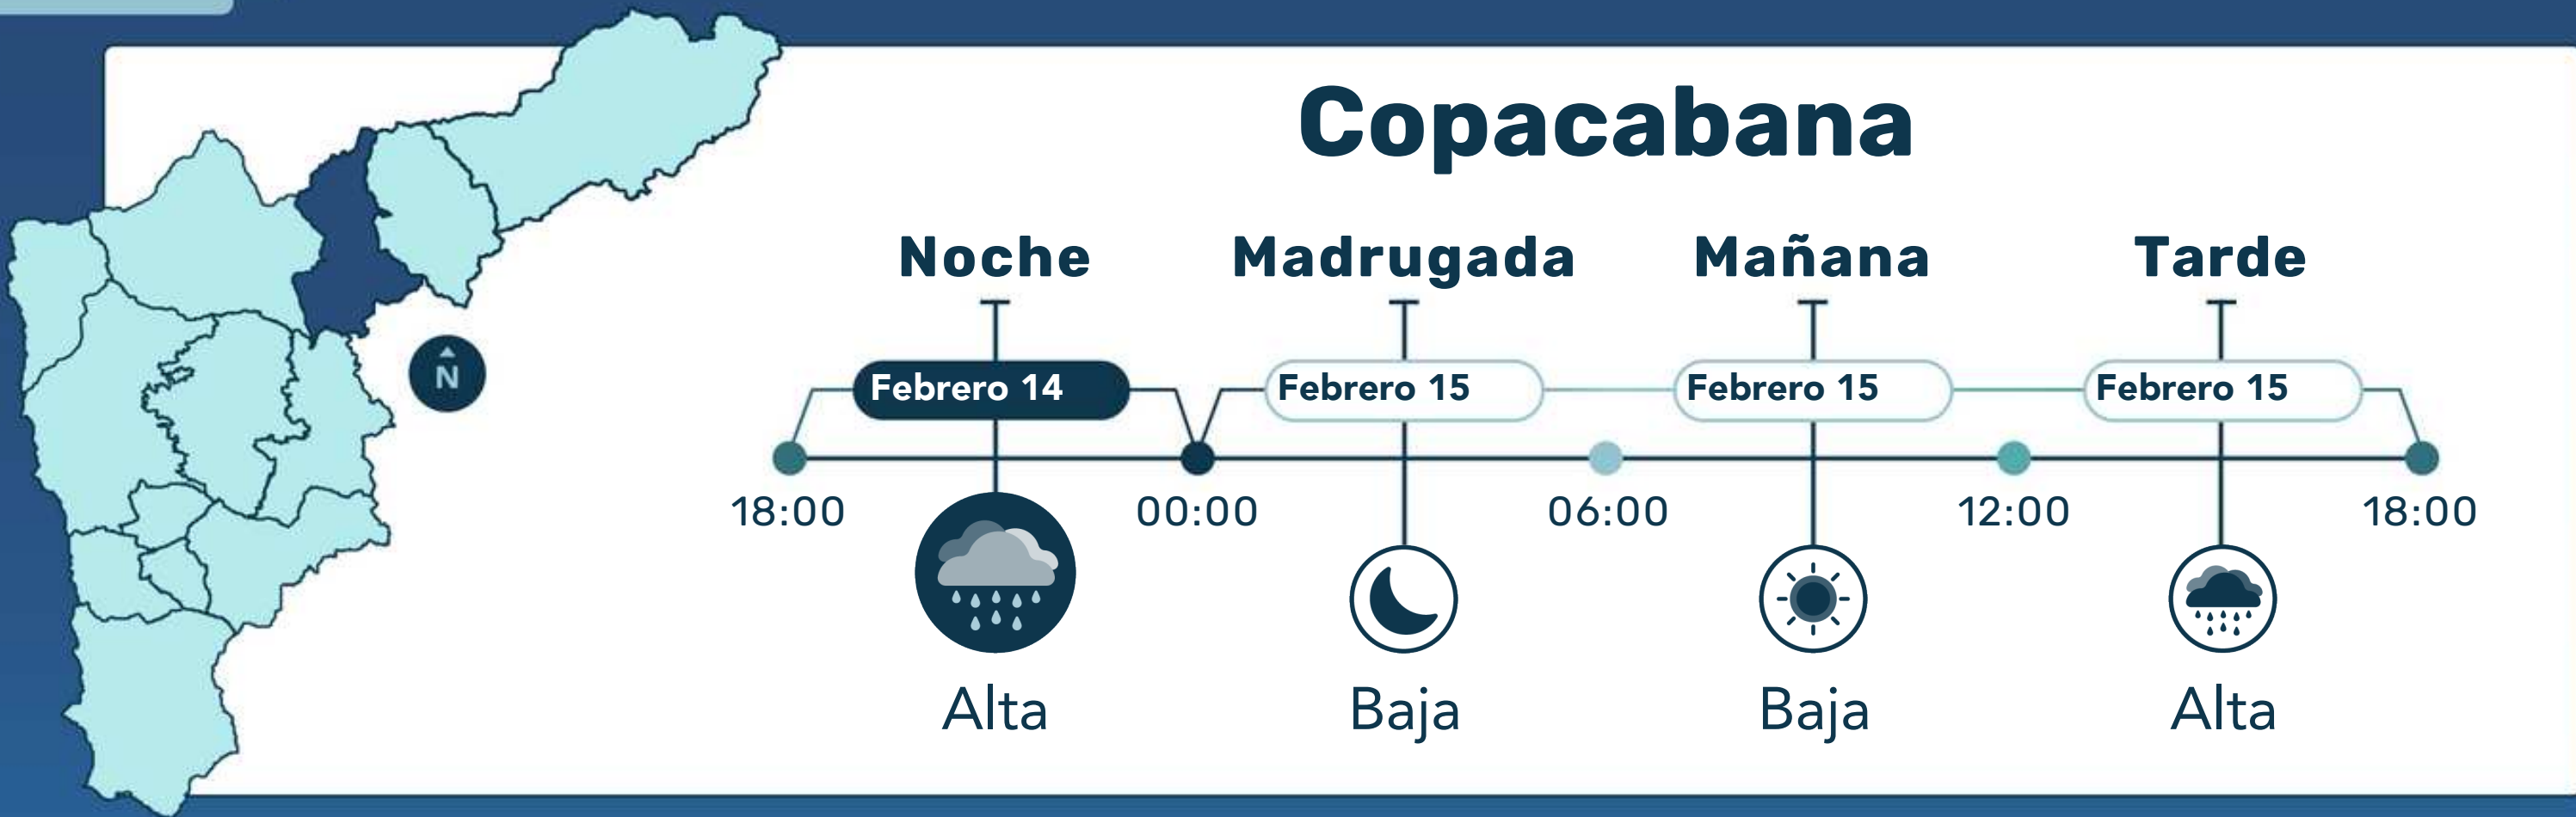 Copacabana
Noche
Madrugada
Mañana
Tarde
Febrero 14
Febrero 15
Febrero 15
Febrero 15
N
18:00
00:00
06:00
12:00
18:00
Alta
Baja
Baja
Alta